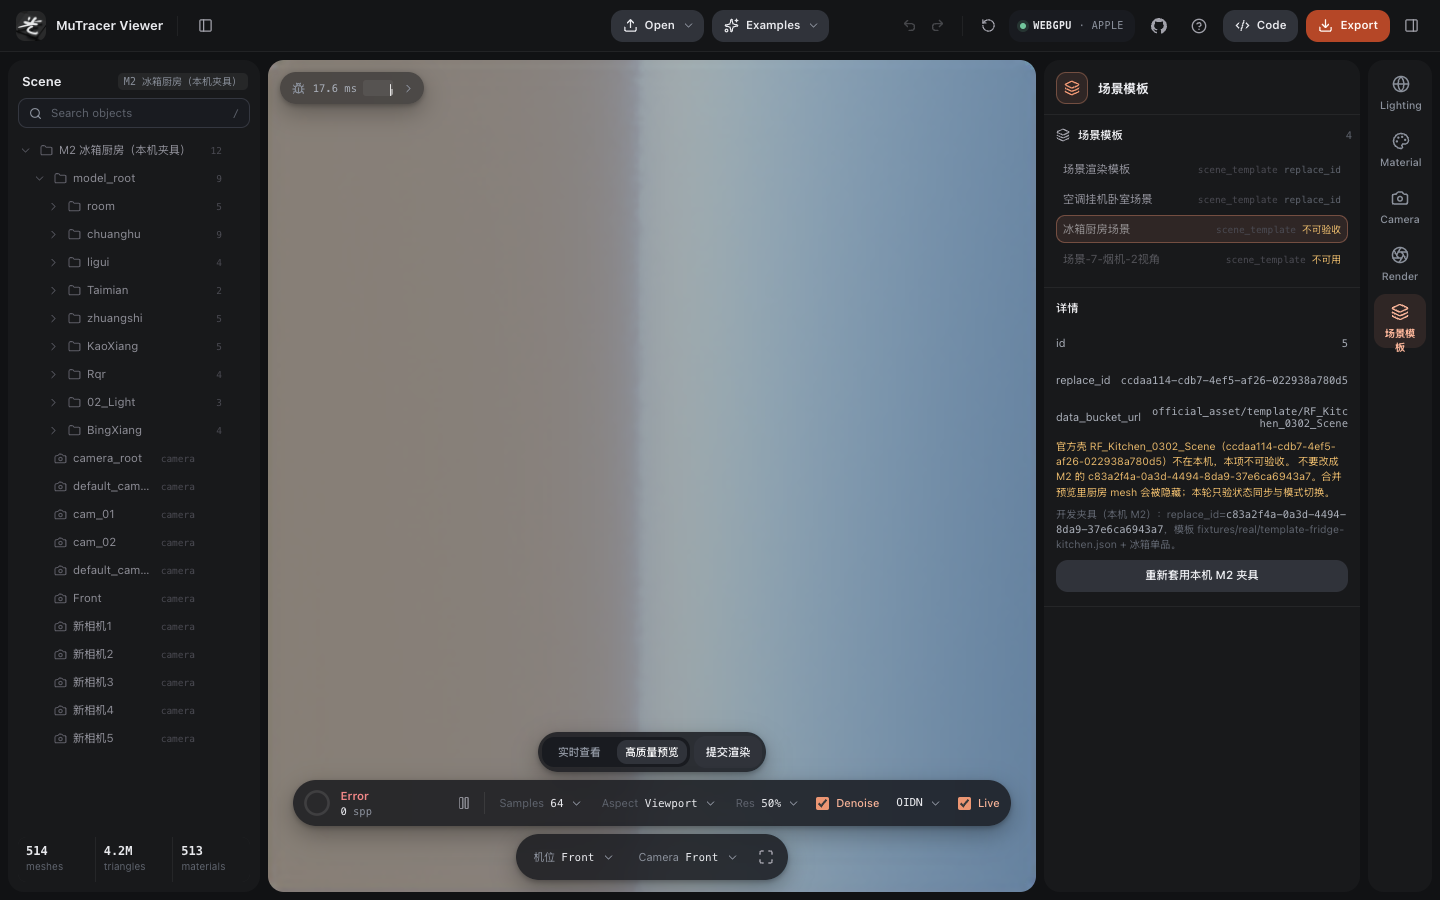 MuTracer Viewer
Open
Examples
WEBGPU · APPLE
Code
Export
Scene
M2 冰箱厨房（本机夹具）
Search objects
/
M2 冰箱厨房（本机夹具） 12
model_root 9
room 5
chuanghu 9
ligui 4
Taimian 2
zhuangshi 5
KaoXiang 5
Rqr 4
02_Light 3
BingXiang 4
camera_root camera
default_cam... camera
cam_01 camera
cam_02 camera
default_cam... camera
Front camera
新相机1 camera
新相机2 camera
新相机3 camera
新相机4 camera
新相机5 camera
514 4.2M 513
meshes triangles materials
17.6 ms
实时查看 高质量预览 提交渲染
Error
0 spp
Samples 64
Aspect Viewport
Res 50%
Denoise
OIDN
Live
机位 Front
Camera Front
场景模板
场景模板 4
场景渲染模板 scene_template replace_id
空调挂机卧室场景 scene_template replace_id
冰箱厨房场景 scene_template 不可验收
场景-7-烟机-2视角 scene_template 不可用
详情
id 5
replace_id ccdaa114-cdb7-4ef5-af26-022938a780d5
data_bucket_url official_asset/template/RF_Kitc
hen_0302_Scene
官方壳 RF_Kitchen_0302_Scene（ccdaa114-cdb7-4ef5-
af26-022938a780d5）不在本机，本项不可验收。 不要改成
M2 的 c83a2f4a-0a3d-4494-8da9-37e6ca6943a7。合并
预览里厨房 mesh 会被隐藏；本轮只验状态同步与模式切换。
开发夹具（本机 M2）：replace_id=c83a2f4a-0a3d-4494-
8da9-37e6ca6943a7，模板 fixtures/real/template-fridge-
kitchen.json + 冰箱单品。
重新套用本机 M2 夹具
Lighting
Material
Camera
Render
场景模
板